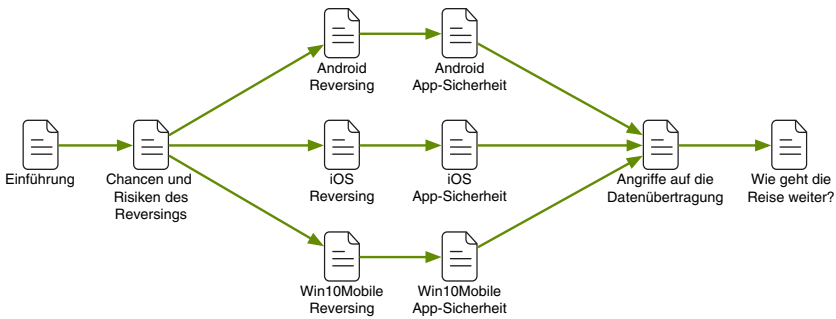 Android
Reversing
Android
App-Sicherheit
Einführung
Chancen und
Risiken des
Reversings
iOS
Reversing
iOS
App-Sicherheit
Angriffe auf die
Datenübertragung
Wie geht die
Reise weiter?
Win10Mobile
Reversing
Win10Mobile
App-Sicherheit